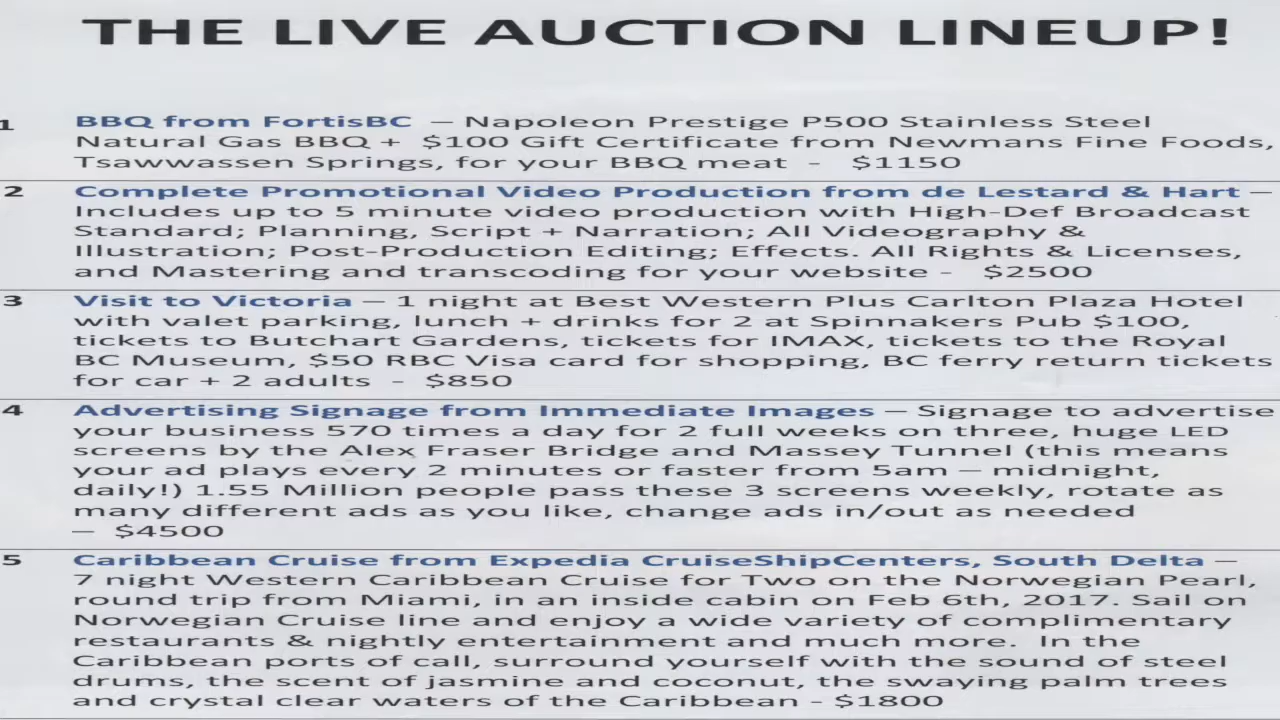 THE LIVE AUCTION LINEUP!
1 BBQ from FortisBC – Napoleon Prestige P500 Stainless Steel
Natural Gas BBQ + $100 Gift Certificate from Newmans Fine Foods,
Tsawwassen Springs, for your BBQ meat - $1150
2 Complete Promotional Video Production from de Lestard & Hart –
Includes up to 5 minute video production with High-Def Broadcast
Standard; Planning, Script + Narration; All Videography &
Illustration; Post-Production Editing; Effects. All Rights & Licenses,
and Mastering and transcoding for your website - $2500
3 Visit to Victoria – 1 night at Best Western Plus Carlton Plaza Hotel
with valet parking, lunch + drinks for 2 at Spinnakers Pub $100,
tickets to Butchart Gardens, tickets for IMAX, tickets to the Royal
BC Museum, $50 RBC Visa card for shopping, BC ferry return tickets
for car + 2 adults - $850
4 Advertising Signage from Immediate Images – Signage to advertise
your business 570 times a day for 2 full weeks on three, huge LED
screens by the Alex Fraser Bridge and Massey Tunnel (this means
your ad plays every 2 minutes or faster from 5am – midnight,
daily!) 1.55 Million people pass these 3 screens weekly, rotate as
many different ads as you like, change ads in/out as needed
– $4500
5 Caribbean Cruise from Expedia CruiseShipCenters, South Delta –
7 night Western Caribbean Cruise for Two on the Norwegian Pearl,
round trip from Miami, in an inside cabin on Feb 6th, 2017. Sail on
Norwegian Cruise line and enjoy a wide variety of complimentary
restaurants & nightly entertainment and much more. In the
Caribbean ports of call, surround yourself with the sound of steel
drums, the scent of jasmine and coconut, the swaying palm trees
and crystal clear waters of the Caribbean - $1800